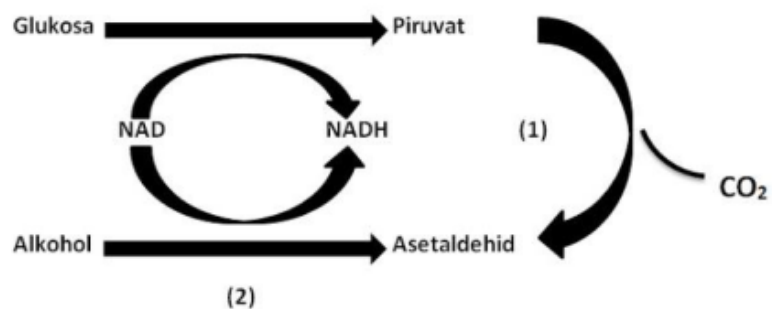 Glukosa Piruvat
NAD NADH (1)
CO₂
Alkohol Asetaldehid
(2)